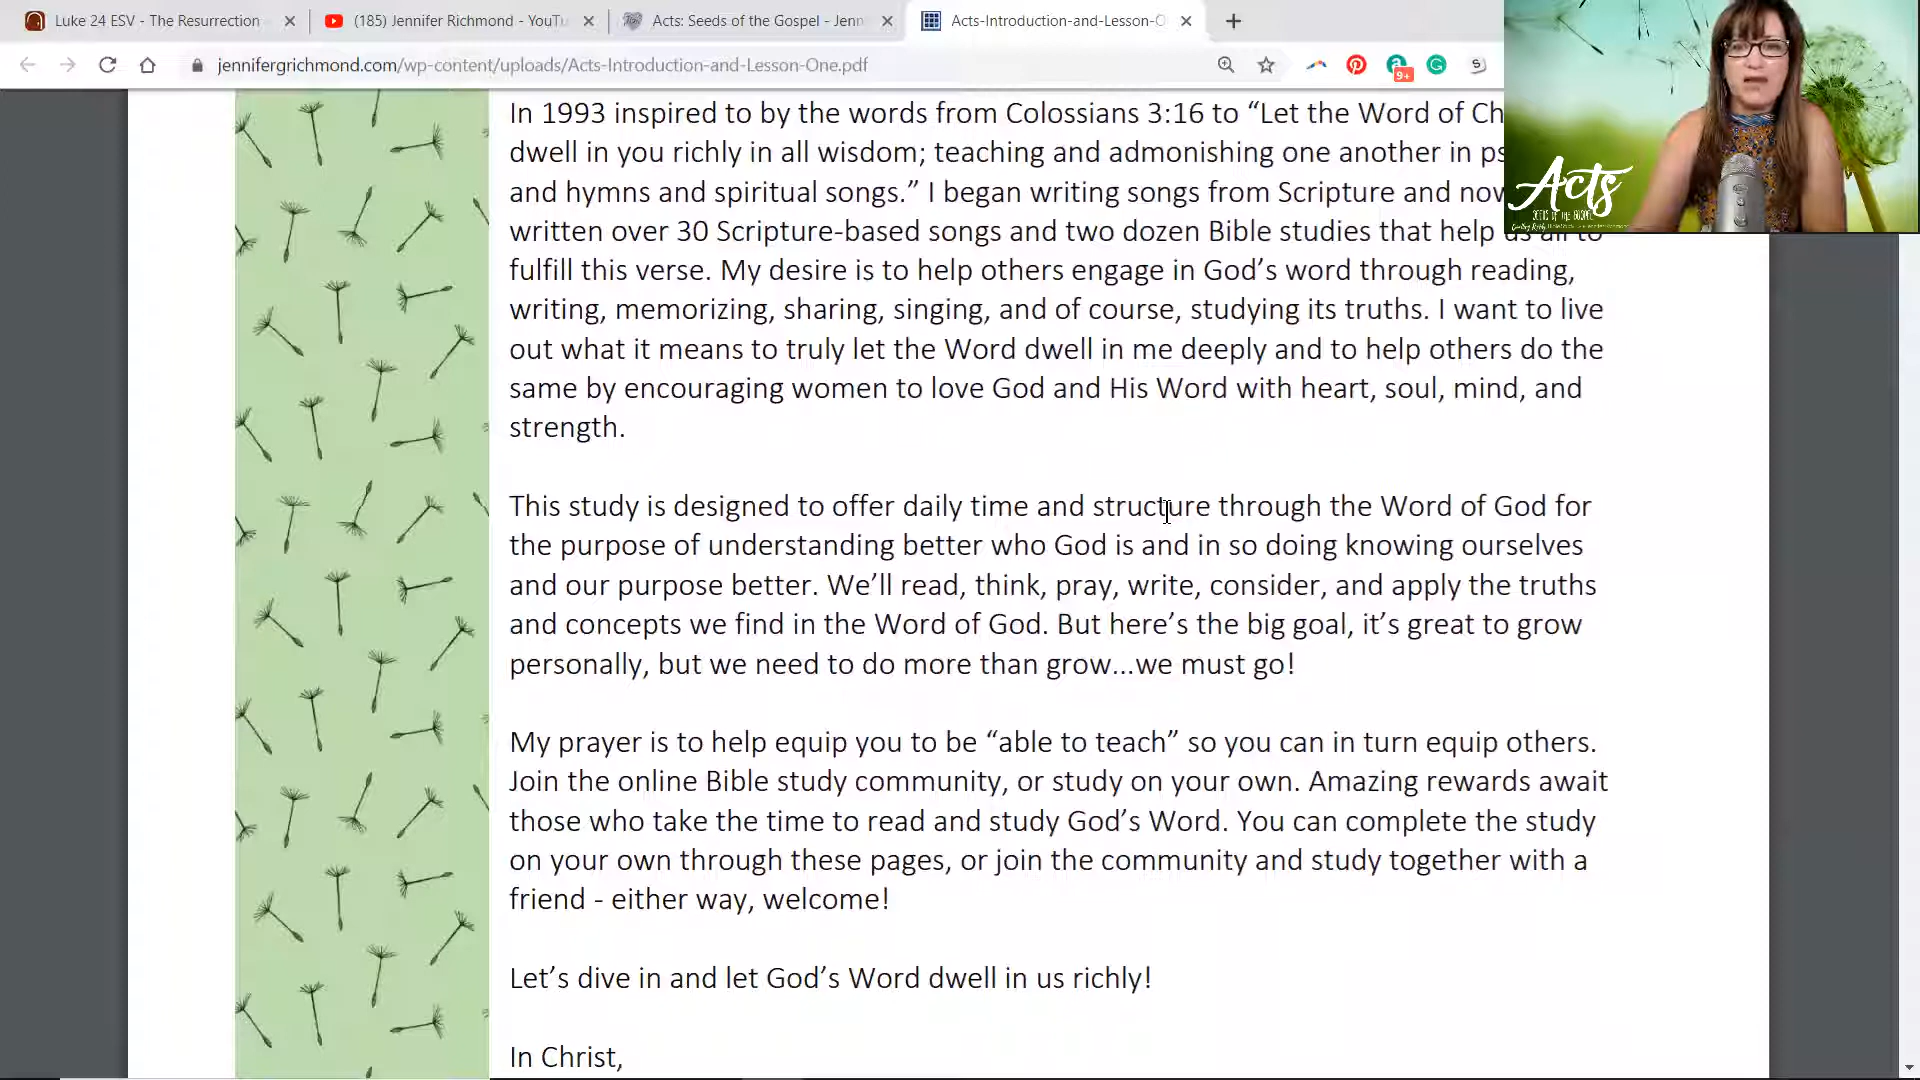 Luke 24 ESV - The Resurrection
(185) Jennifer Richmond - YouTu
Acts: Seeds of the Gospel - Jenn
Acts-Introduction-and-Lesson-O
jennifergrichmond.com/wp-content/uploads/Acts-Introduction-and-Lesson-One.pdf
9+
Acts
SEEDS OF THE GOSPEL
In 1993 inspired to by the words from Colossians 3:16 to “Let the Word of Ch
dwell in you richly in all wisdom; teaching and admonishing one another in ps
and hymns and spiritual songs.” I began writing songs from Scripture and now
written over 30 Scripture-based songs and two dozen Bible studies that help us all to
fulfill this verse. My desire is to help others engage in God’s word through reading,
writing, memorizing, sharing, singing, and of course, studying its truths. I want to live
out what it means to truly let the Word dwell in me deeply and to help others do the
same by encouraging women to love God and His Word with heart, soul, mind, and
strength.
This study is designed to offer daily time and structure through the Word of God for
the purpose of understanding better who God is and in so doing knowing ourselves
and our purpose better. We’ll read, think, pray, write, consider, and apply the truths
and concepts we find in the Word of God. But here’s the big goal, it’s great to grow
personally, but we need to do more than grow...we must go!
My prayer is to help equip you to be “able to teach” so you can in turn equip others.
Join the online Bible study community, or study on your own. Amazing rewards await
those who take the time to read and study God’s Word. You can complete the study
on your own through these pages, or join the community and study together with a
friend - either way, welcome!
Let’s dive in and let God’s Word dwell in us richly!
In Christ,